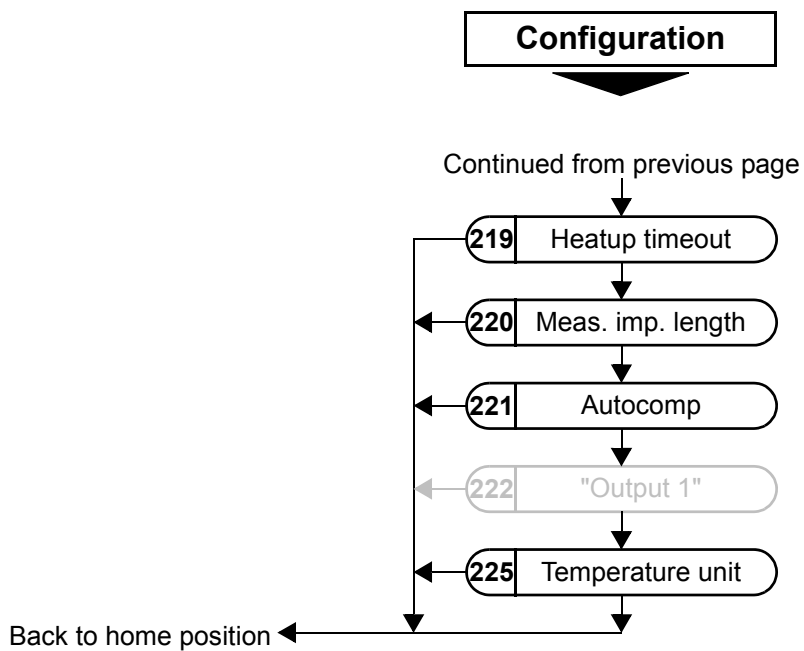 Configuration
Continued from previous page
219 Heatup timeout
220 Meas. imp. length
221 Autocomp
222 "Output 1"
225 Temperature unit
Back to home position